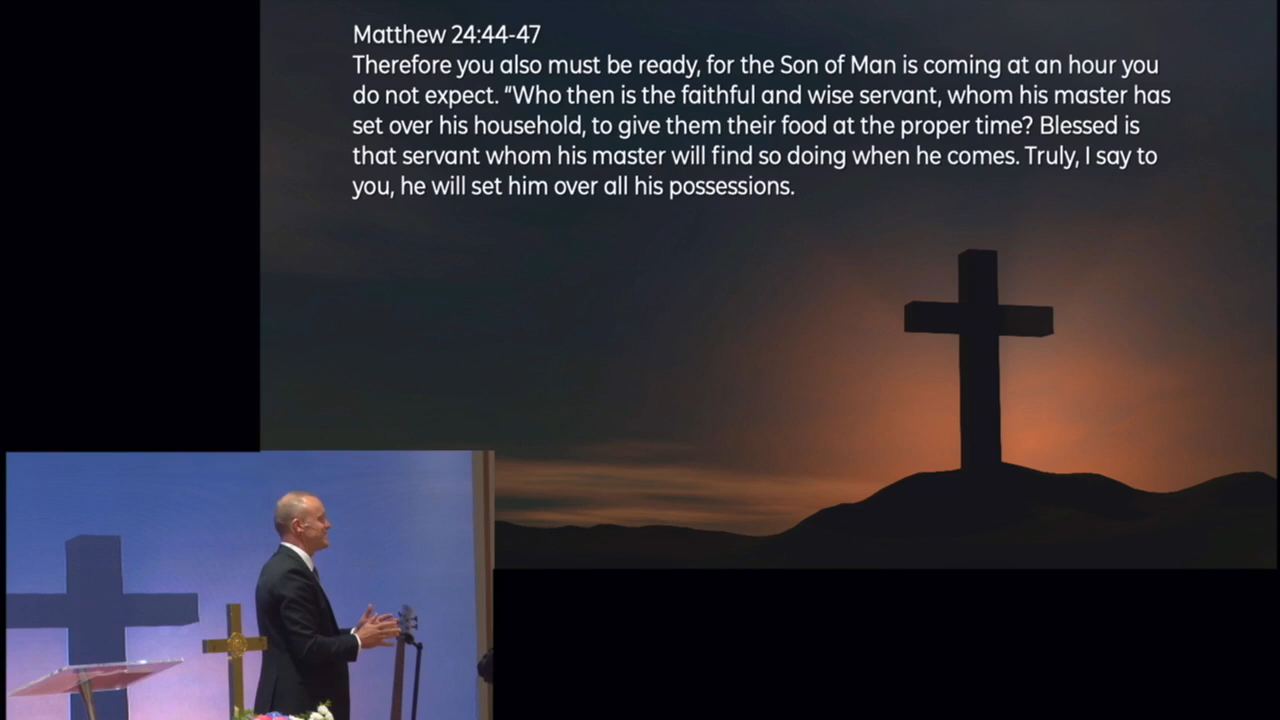 Matthew 24:44-47
Therefore you also must be ready, for the Son of Man is coming at an hour you
do not expect. “Who then is the faithful and wise servant, whom his master has
set over his household, to give them their food at the proper time? Blessed is
that servant whom his master will find so doing when he comes. Truly, I say to
you, he will set him over all his possessions.